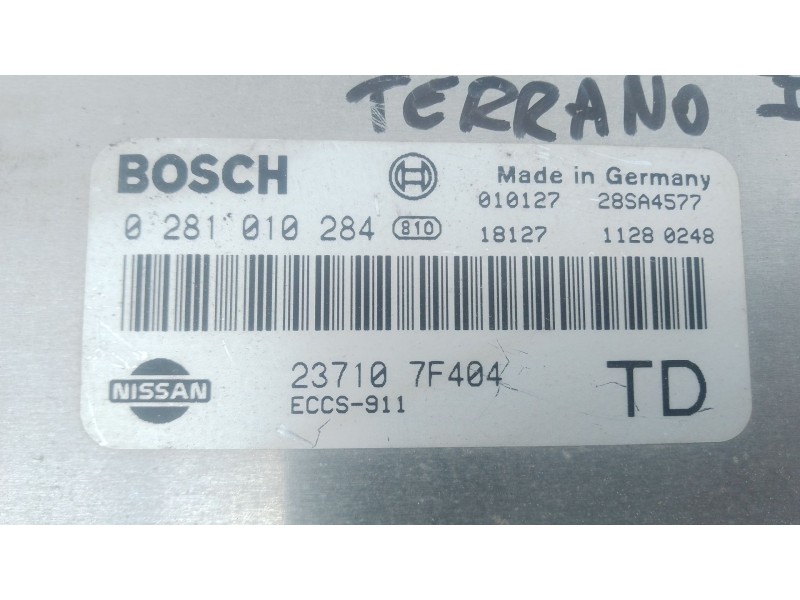 TERRANO
BOSCH
Made in Germany
010127 28SA4577
0 281 010 284 810
18127 1128 0248
NISSAN
23710 7F404
ECCS-911
TD